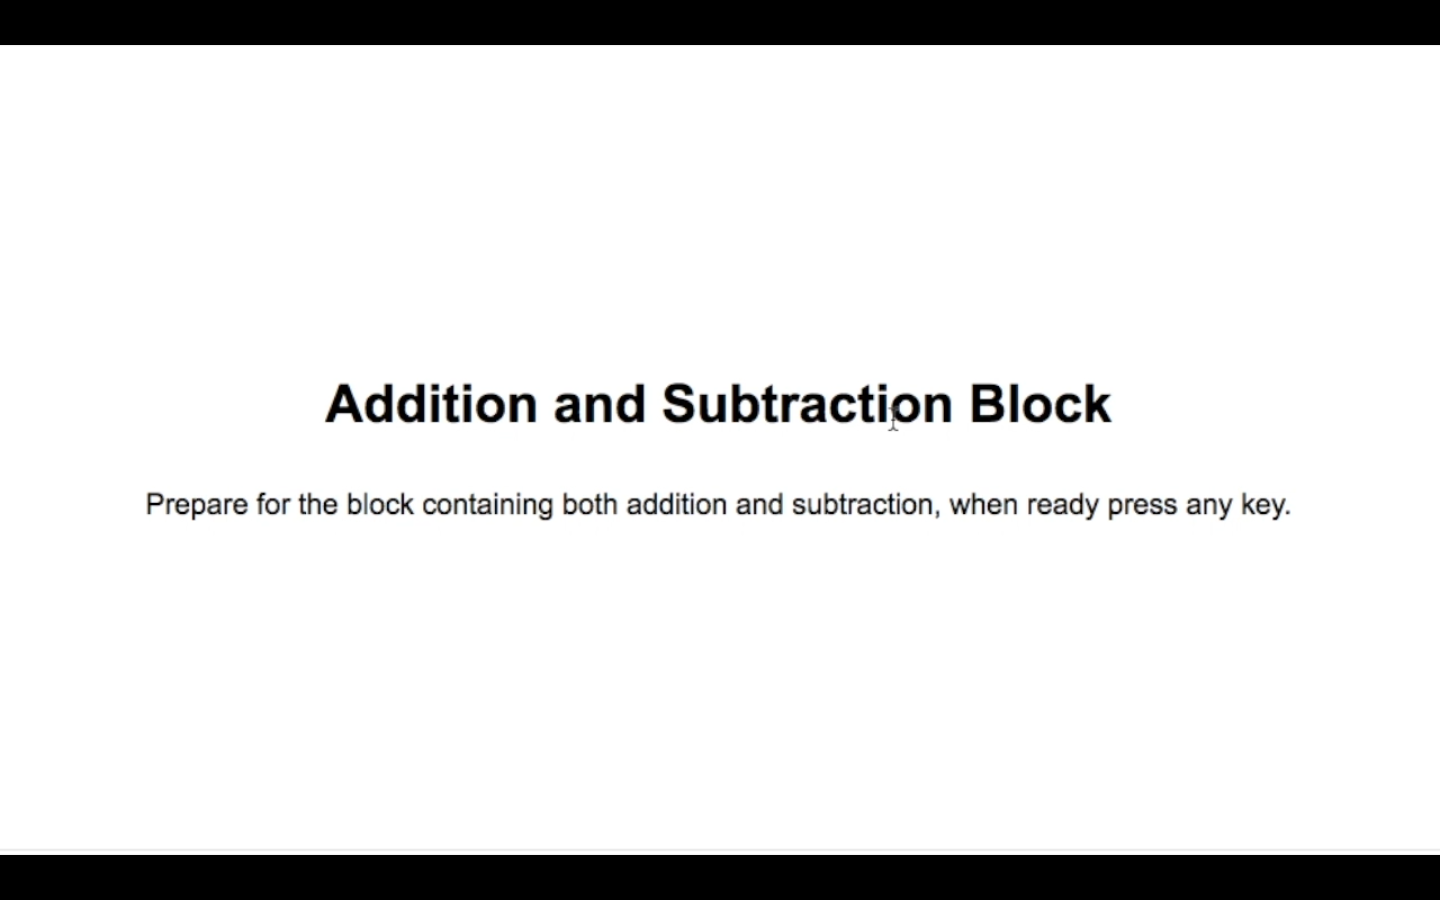 Addition and Subtraction Block
Prepare for the block containing both addition and subtraction, when ready press any key.